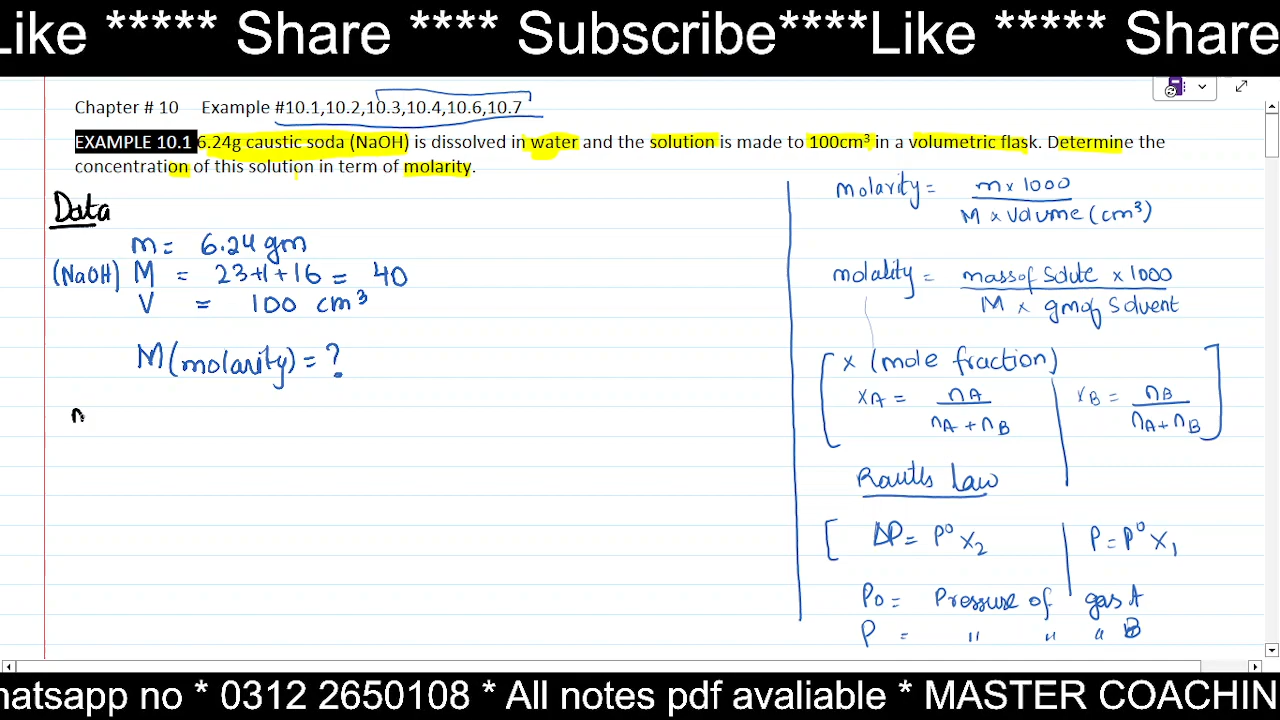 Like ***** Share **** Subscribe****Like ***** Share
Chapter # 10 Example #10.1,10.2,10.3,10.4,10.6,10.7
EXAMPLE 10.1 6.24g caustic soda (NaOH) is dissolved in water and the solution is made to 100cm³ in a volumetric flask. Determine the
concentration of this solution in term of molarity.
Data
m = 6.24 gm
(NaOH) M = 23+1+16 = 40
V = 100 cm³
M (molarity) = ?
molarity = m x 1000
M x Volume (cm³)
molality = mass of Solute x 1000
M x gm of Solvent
x (mole fraction)
xA = nA
nA + nB
xB = nB
nA + nB
Raults Law
ΔP = P⁰ x₂
P = P⁰ x₁
P₀ = Pressure of gas A
P = " " " B
hatsapp no * 0312 2650108 * All notes pdf avaliable * MASTER COACHIN